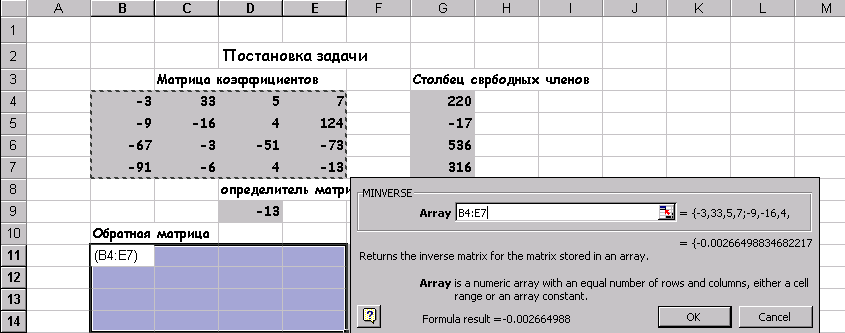 A B C D E F G H I J K L M
1
2 Постановка задачи
3 Матрица коэффициентов Столбец сврбодных членов
4 -3 33 5 7 220
5 -9 -16 4 124 -17
6 -67 -3 -51 -73 536
7 -91 -6 4 -13 316
8 определитель матри
9 -13
10 Обратная матрица
11 (B4:E7)
12
13
14
MINVERSE
Array B4:E7 = {-3,33,5,7;-9,-16,4,
= {-0.00266498834682217
Returns the inverse matrix for the matrix stored in an array.
Array is a numeric array with an equal number of rows and columns, either a cell
range or an array constant.
? Formula result =-0.002664988 OK Cancel